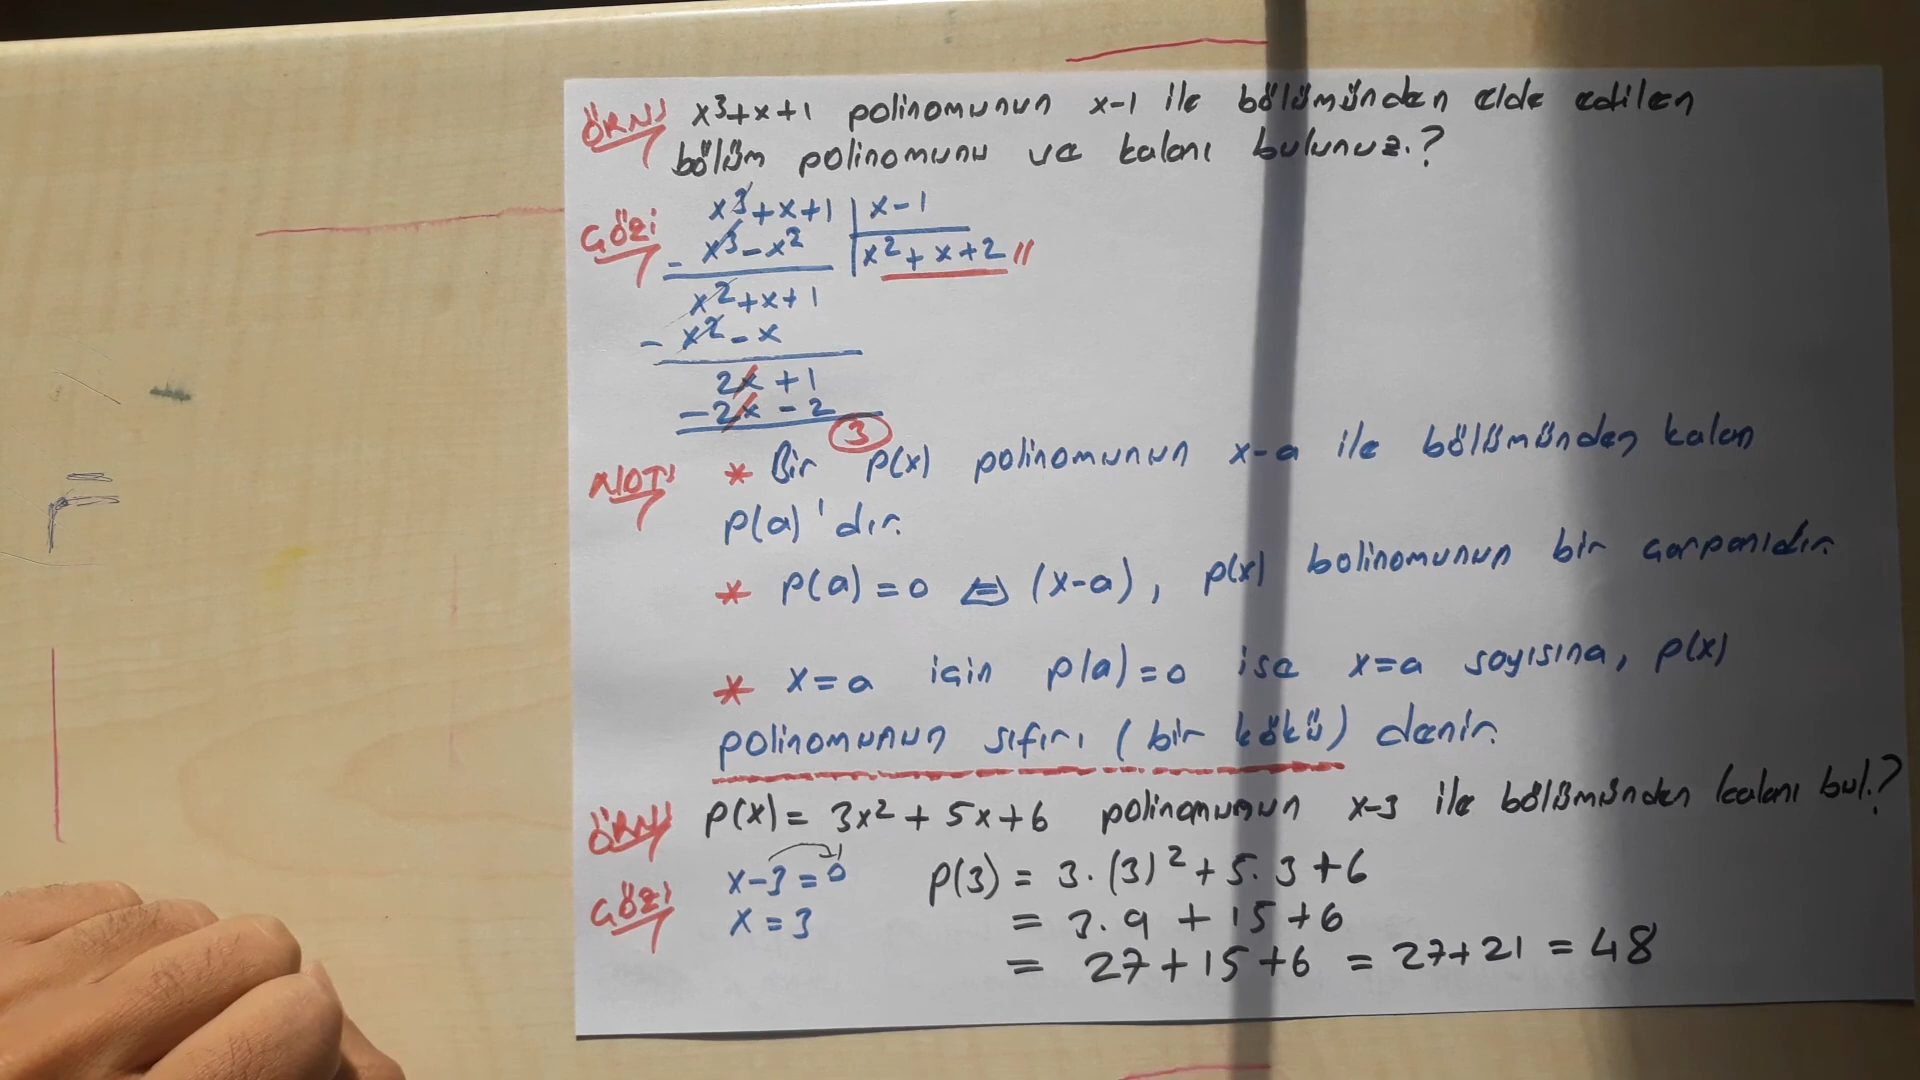 ÖRN: x³+x+1 polinomunun x-1 ile bölümünden elde edilen
bölüm polinomunu ve kalanı bulunuz.?
ÇÖZ: x³+x+1 | x-1
- x³-x² | x²+x+2 //
x²+x+1
- x²-x
2x+1
- 2x-2
3
NOT: * Bir P(x) polinomunun x-a ile bölümünden kalan
P(a)'dır.
* P(a)=0 ⇔ (x-a), P(x) bolinomunun bir çarpanıdır.
* x=a için P(a)=0 ise x=a sayısına, P(x)
polinomunun sıfırı (bir kökü) denir.
ÖRN: P(x)= 3x²+5x+6 polinomunun x-3 ile bölümünden kalanı bul.?
ÇÖZ: x-3=0 P(3) = 3.(3)²+5.3+6
x=3 = 3.9+15+6
= 27+15+6 = 27+21 = 48